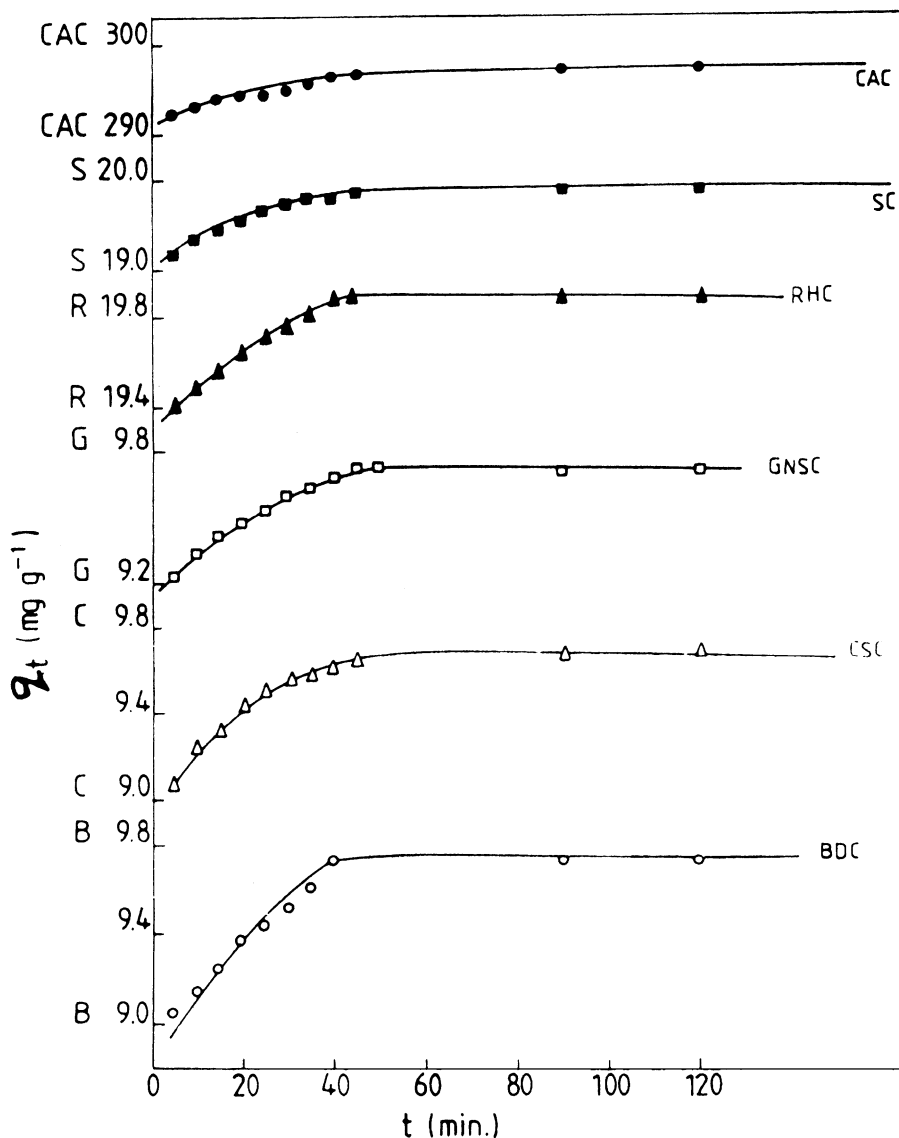 CAC 300
CAC
CAC 290
S 20.0
SC
S 19.0
R 19.8
RHC
R 19.4
G 9.8
GNSC
G 9.2
C 9.8
CSC
9.4
C 9.0
B 9.8
BDC
9.4
B 9.0
qt (mg g⁻¹)
0 20 40 60 80 100 120
t (min.)